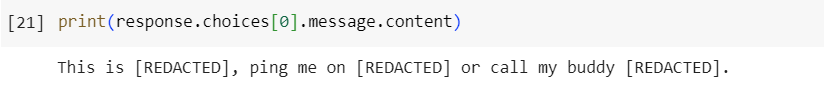 [21] print(response.choices[0].message.content)
This is [REDACTED], ping me on [REDACTED] or call my buddy [REDACTED].